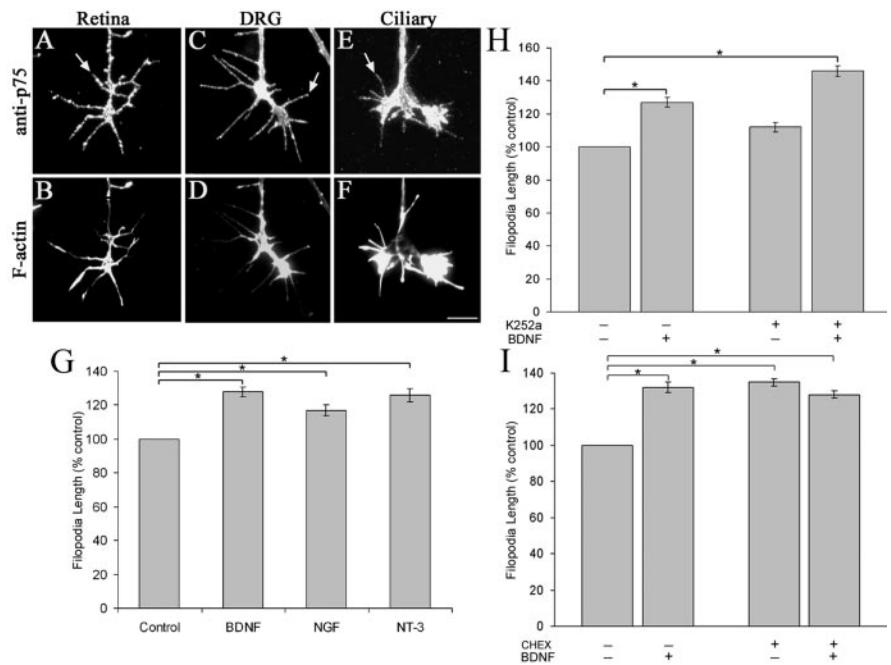 Retina DRG Ciliary
anti-p75
F-actin
A
C
E
B
D
F
G
*
*
*
Filopodia Length (% control)
140
120
100
80
60
40
20
0
Control BDNF NGF NT-3
H
*
*
Filopodia Length (% control)
160
140
120
100
80
60
40
20
0
K252a – – + +
BDNF – + – +
I
*
*
*
Filopodia Length (% control)
140
120
100
80
60
40
20
0
CHEX – – + +
BDNF – + – +